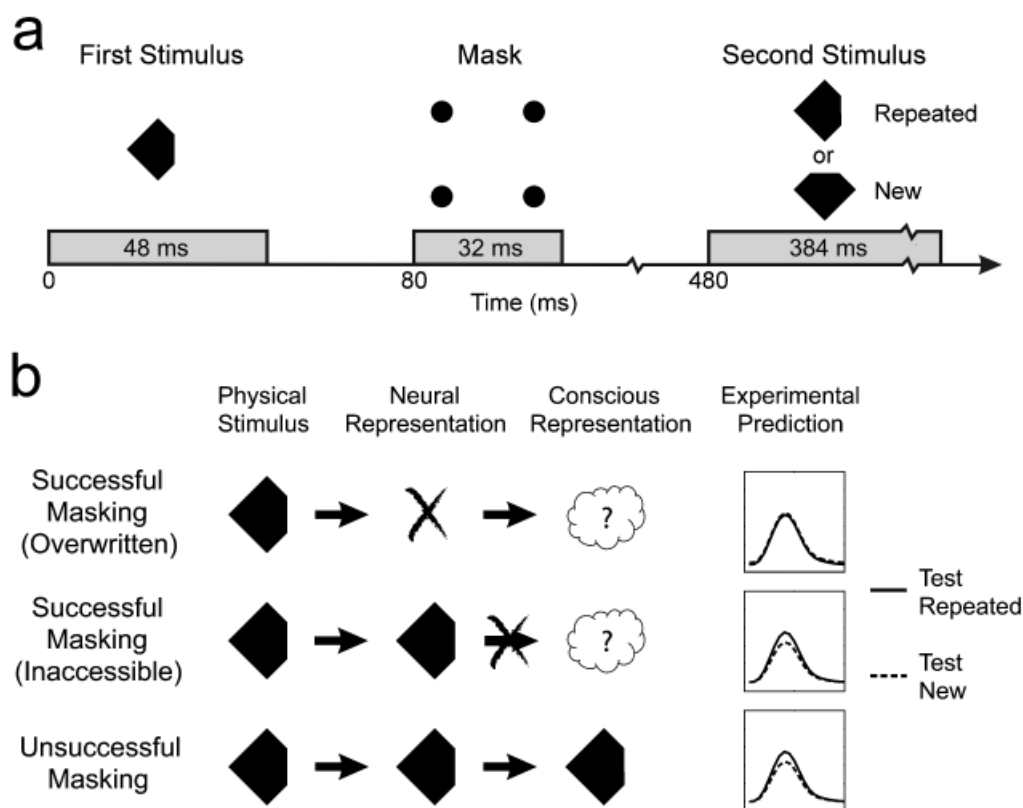 a
First Stimulus
Mask
Second Stimulus
Repeated
or
New
48 ms
32 ms
384 ms
0
80
480
Time (ms)
b
Physical
Stimulus
Neural
Representation
Conscious
Representation
Experimental
Prediction
Successful
Masking
(Overwritten)
?
Successful
Masking
(Inaccessible)
?
Test
Repeated
Test
New
Unsuccessful
Masking